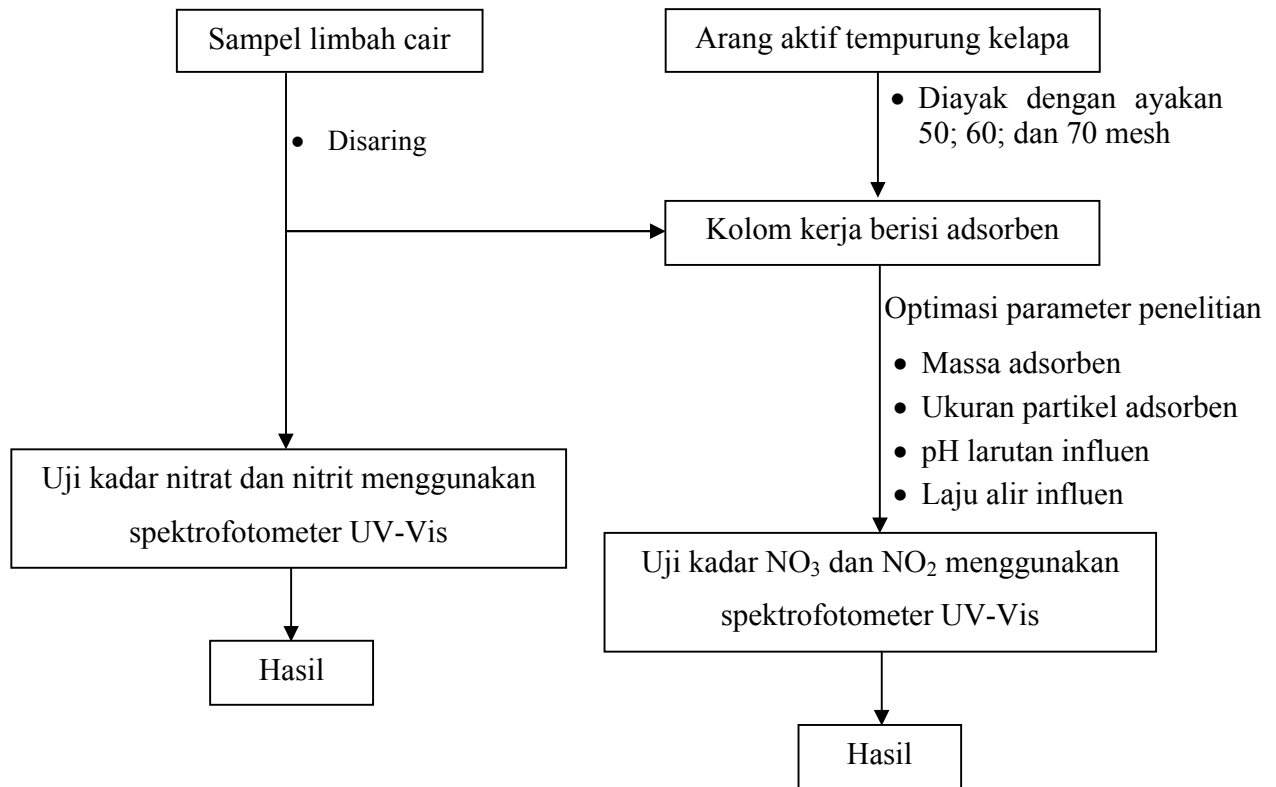 Sampel limbah cair
Arang aktif tempurung kelapa
• Disaring
• Diayak dengan ayakan
50; 60; dan 70 mesh
Kolom kerja berisi adsorben
Optimasi parameter penelitian
• Massa adsorben
• Ukuran partikel adsorben
• pH larutan influen
• Laju alir influen
Uji kadar nitrat dan nitrit menggunakan
spektrofotometer UV-Vis
Uji kadar NO₃ dan NO₂ menggunakan
spektrofotometer UV-Vis
Hasil
Hasil